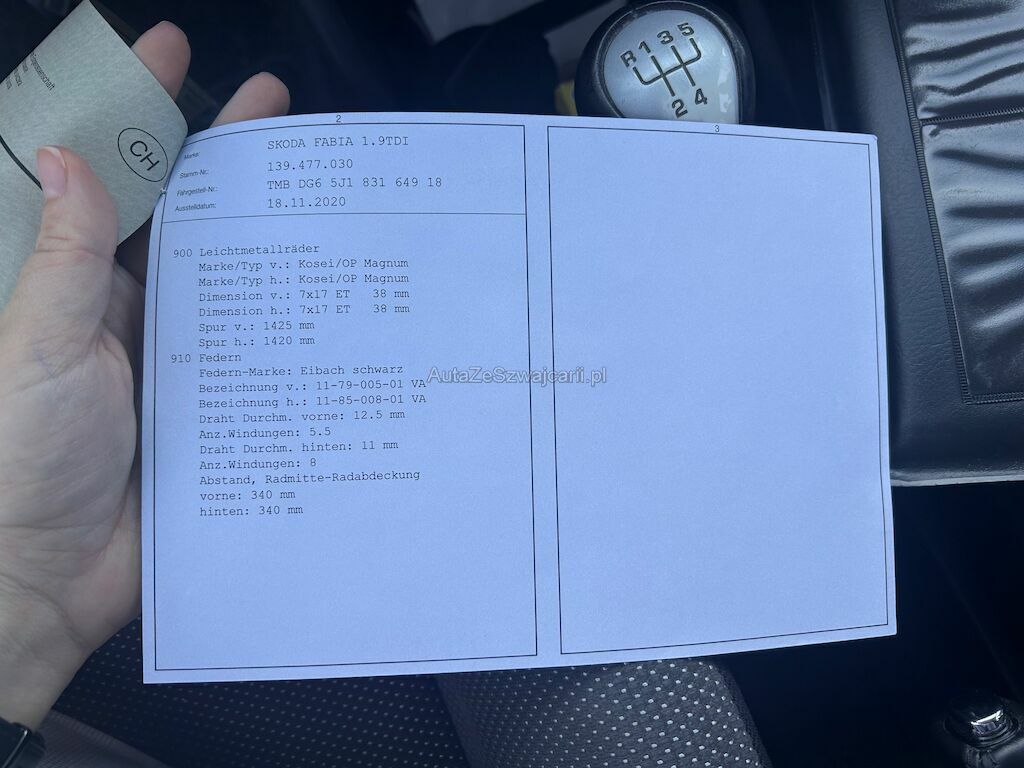 R 1 3 5
2 4
CH
2
3
Marke: SKODA FABIA 1.9TDI
Stamm-Nr.: 139.477.030
Fahrgestell-Nr.: TMB DG6 5J1 831 649 18
Ausstelldatum: 18.11.2020
900 Leichtmetallräder
Marke/Typ v.: Kosei/OP Magnum
Marke/Typ h.: Kosei/OP Magnum
Dimension v.: 7x17 ET 38 mm
Dimension h.: 7x17 ET 38 mm
Spur v.: 1425 mm
Spur h.: 1420 mm
910 Federn
Federn-Marke: Eibach schwarz
Bezeichnung v.: 11-79-005-01 VA
Bezeichnung h.: 11-85-008-01 VA
Draht Durchm. vorne: 12.5 mm
Anz.Windungen: 5.5
Draht Durchm. hinten: 11 mm
Anz.Windungen: 8
Abstand, Radmitte-Radabdeckung
vorne: 340 mm
hinten: 340 mm
AutaZeSzwajcarii.pl